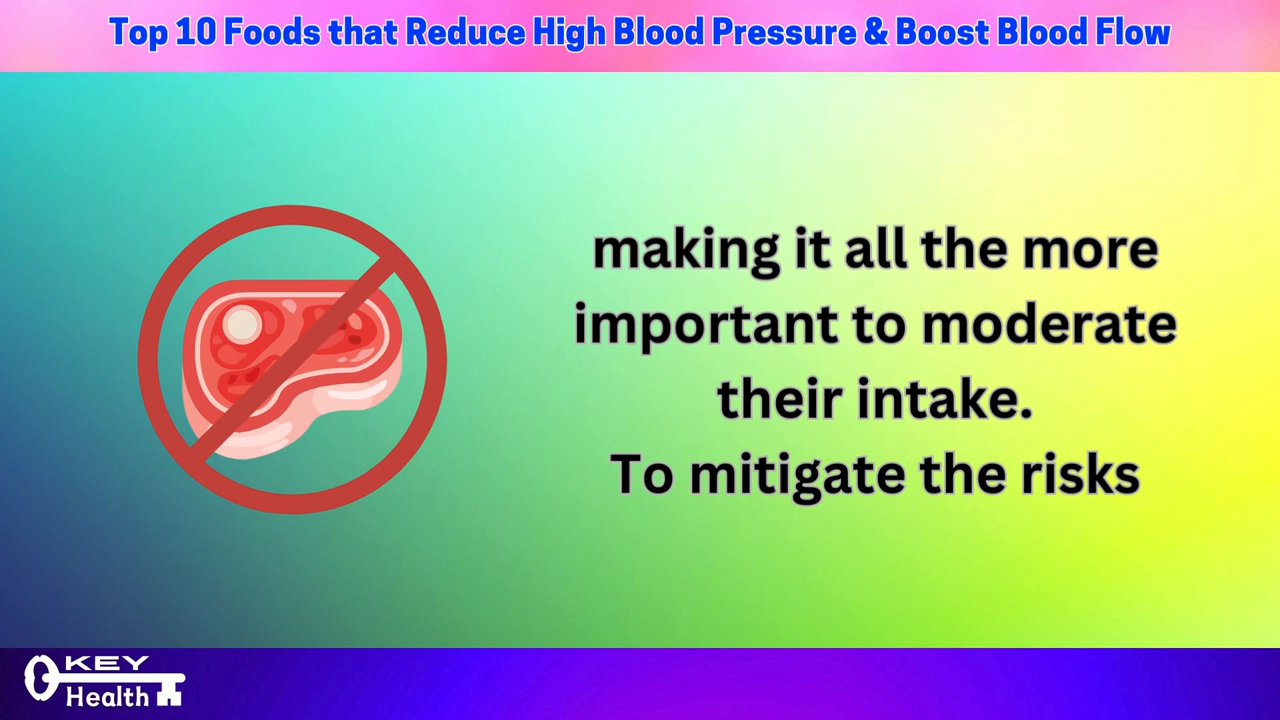 Top 10 Foods that Reduce High Blood Pressure & Boost Blood Flow
making it all the more
important to moderate
their intake.
To mitigate the risks
KEY
Health